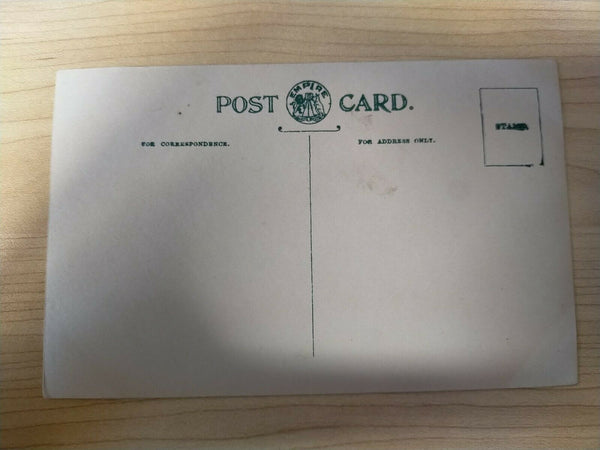 POST EMPIRE CARD.
FOR CORRESPONDENCE.
FOR ADDRESS ONLY.
STAMP